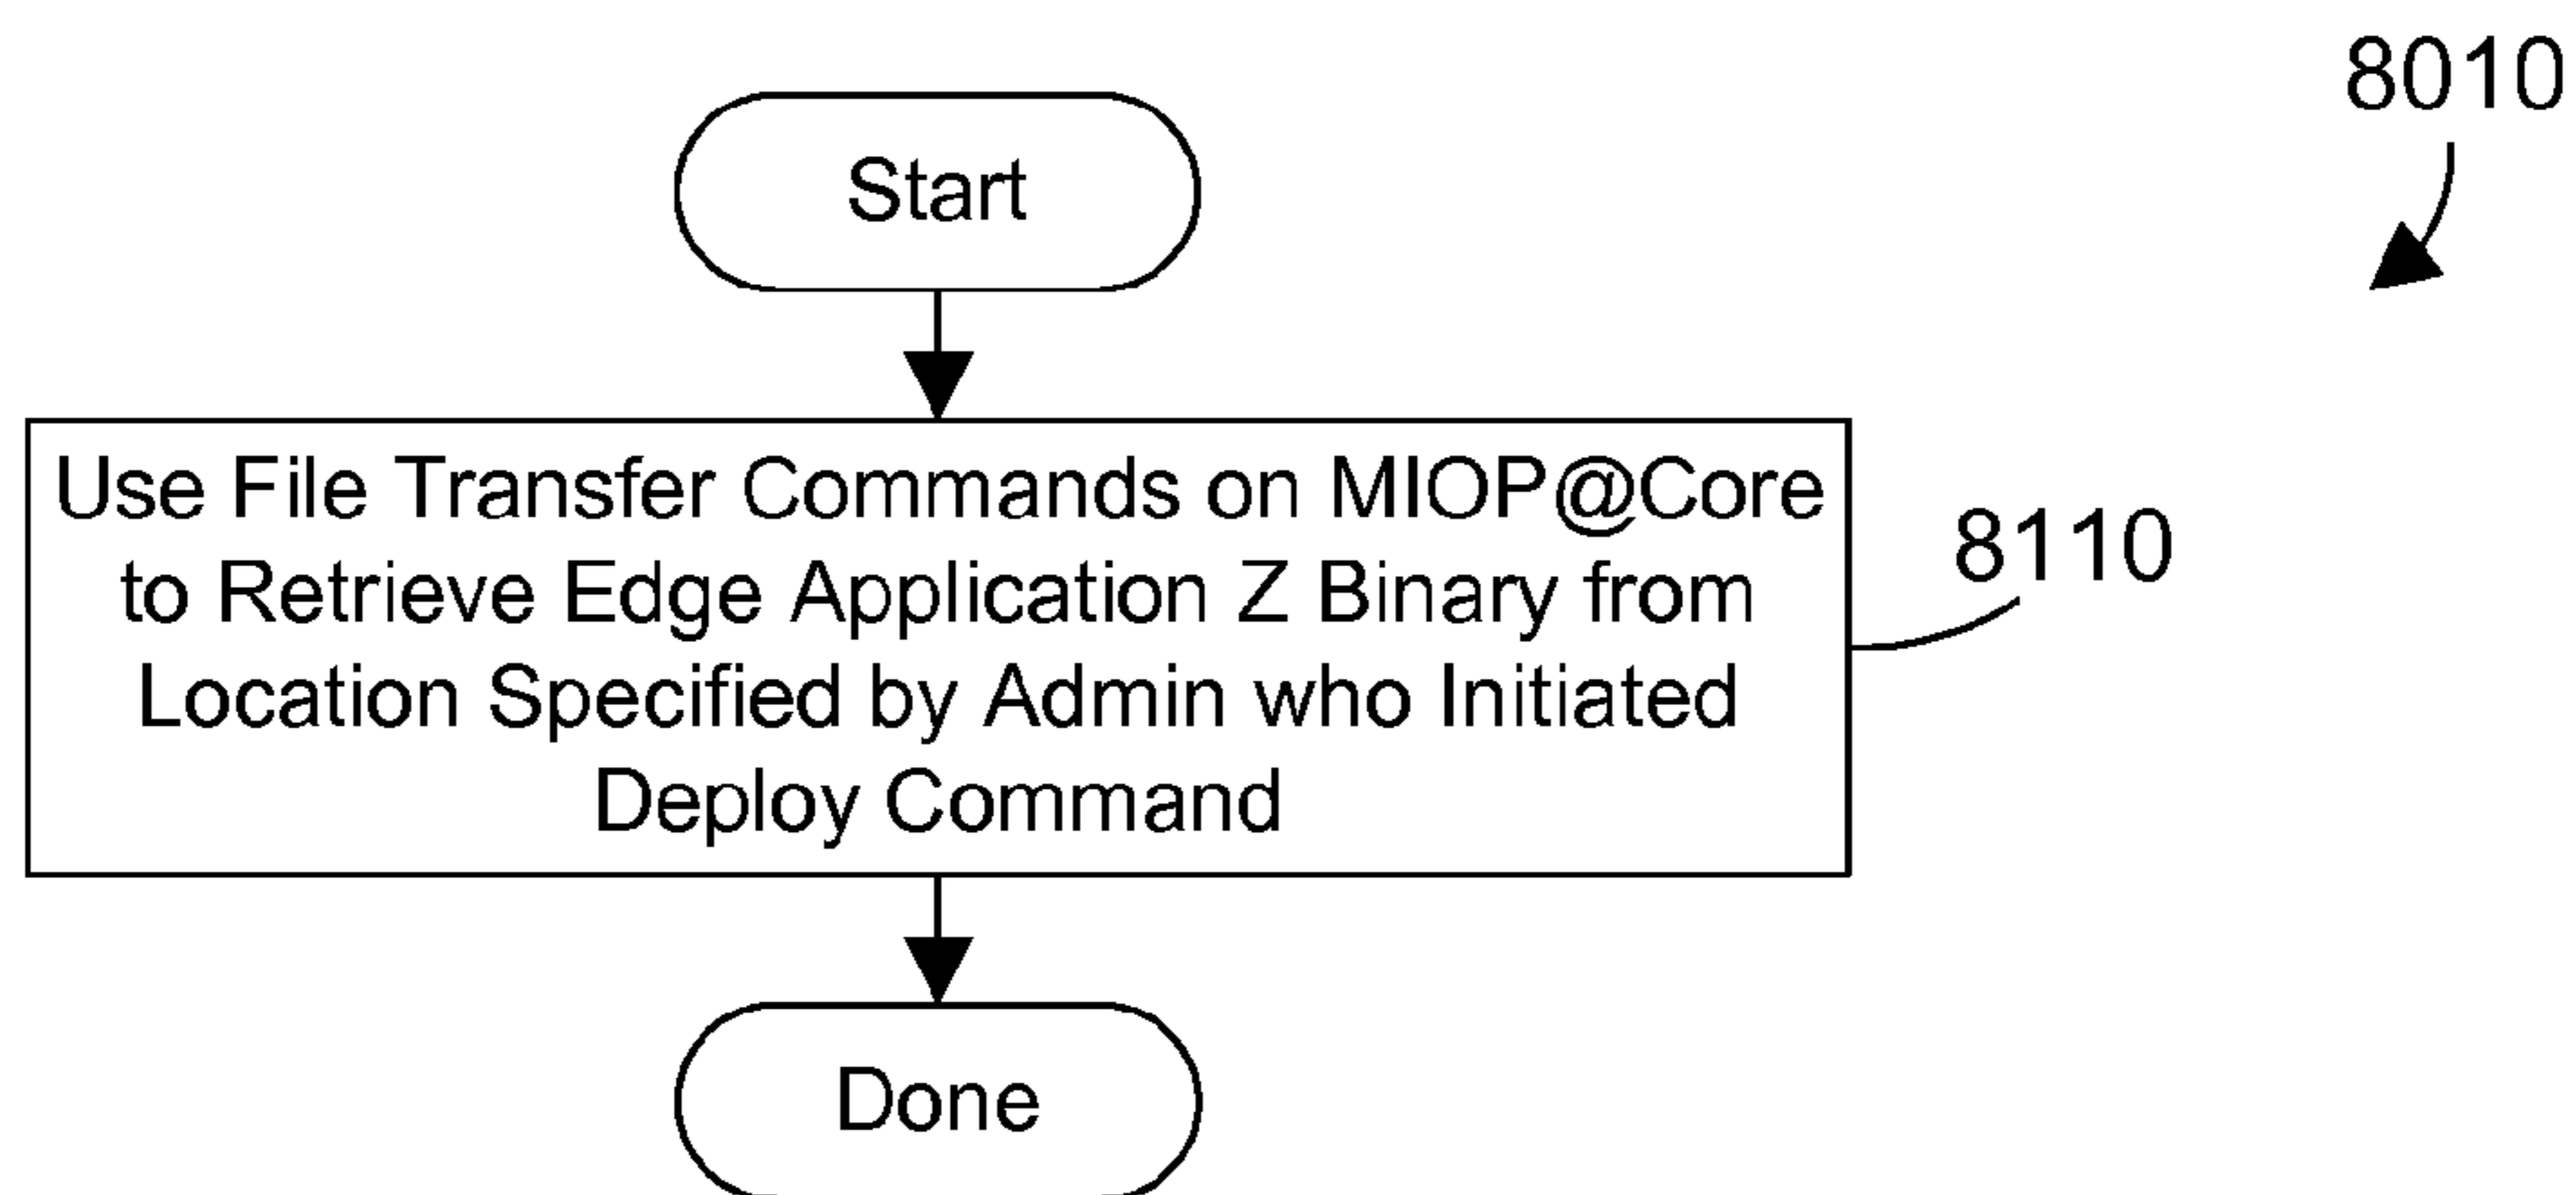 8010
Start
Use File Transfer Commands on MIOP@Core
to Retrieve Edge Application Z Binary from
Location Specified by Admin who Initiated
Deploy Command
8110
Done